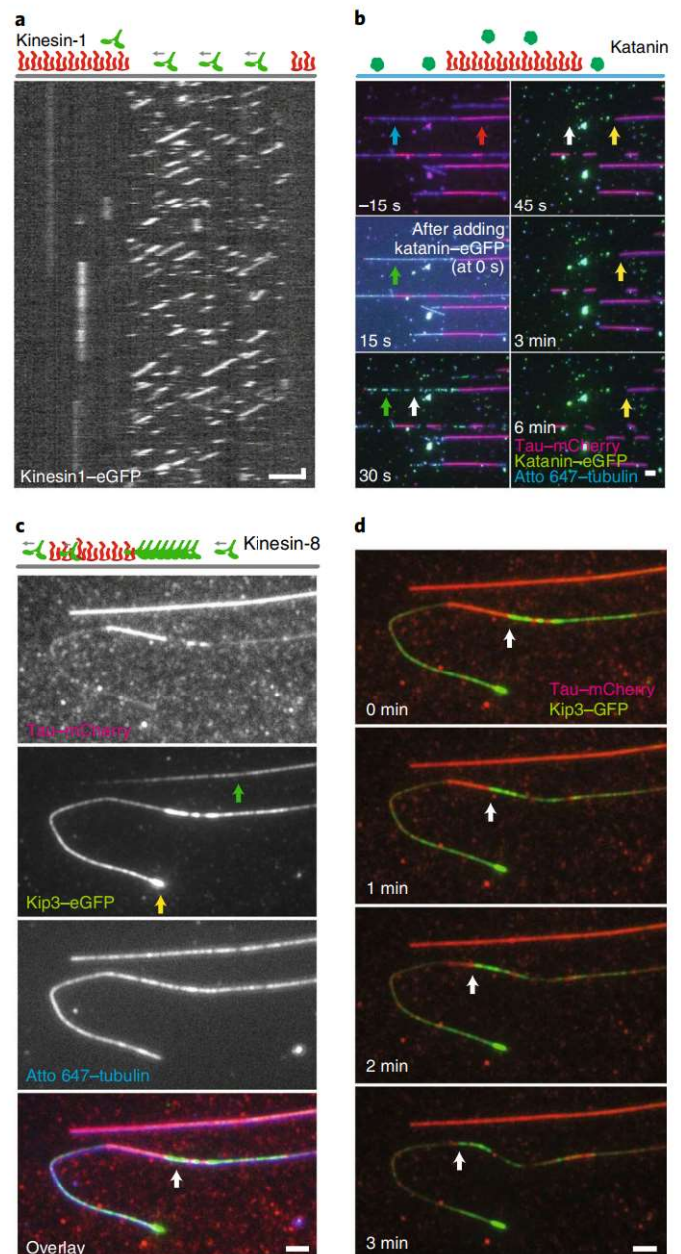 a
Kinesin-1
Kinesin1–eGFP
b
Katanin
–15 s
45 s
After adding
katanin–eGFP
(at 0 s)
15 s
3 min
30 s
6 min
Tau–mCherry
Katanin–eGFP
Atto 647–tubulin
c
Kinesin-8
Tau–mCherry
Kip3–eGFP
Atto 647–tubulin
Overlay
d
Tau–mCherry
Kip3–GFP
0 min
1 min
2 min
3 min